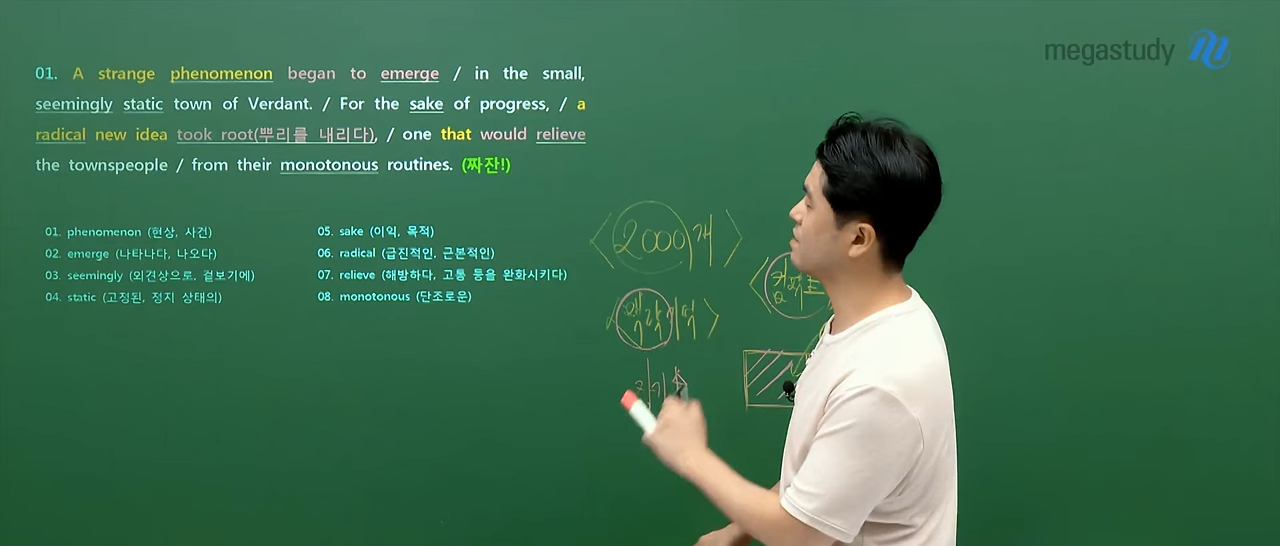 megastudy
01. A strange phenomenon began to emerge / in the small,
seemingly static town of Verdant. / For the sake of progress, / a
radical new idea took root(뿌리를 내리다), / one that would relieve
the townspeople / from their monotonous routines. (짜잔!)
01. phenomenon (현상, 사건)
02. emerge (나타나다, 나오다)
03. seemingly (외견상으로, 겉보기에)
04. static (고정된, 정지 상태의)
05. sake (이익, 목적)
06. radical (급진적인, 근본적인)
07. relieve (해방하다, 고통 등을 완화시키다)
08. monotonous (단조로운)
2000개
맥락기억